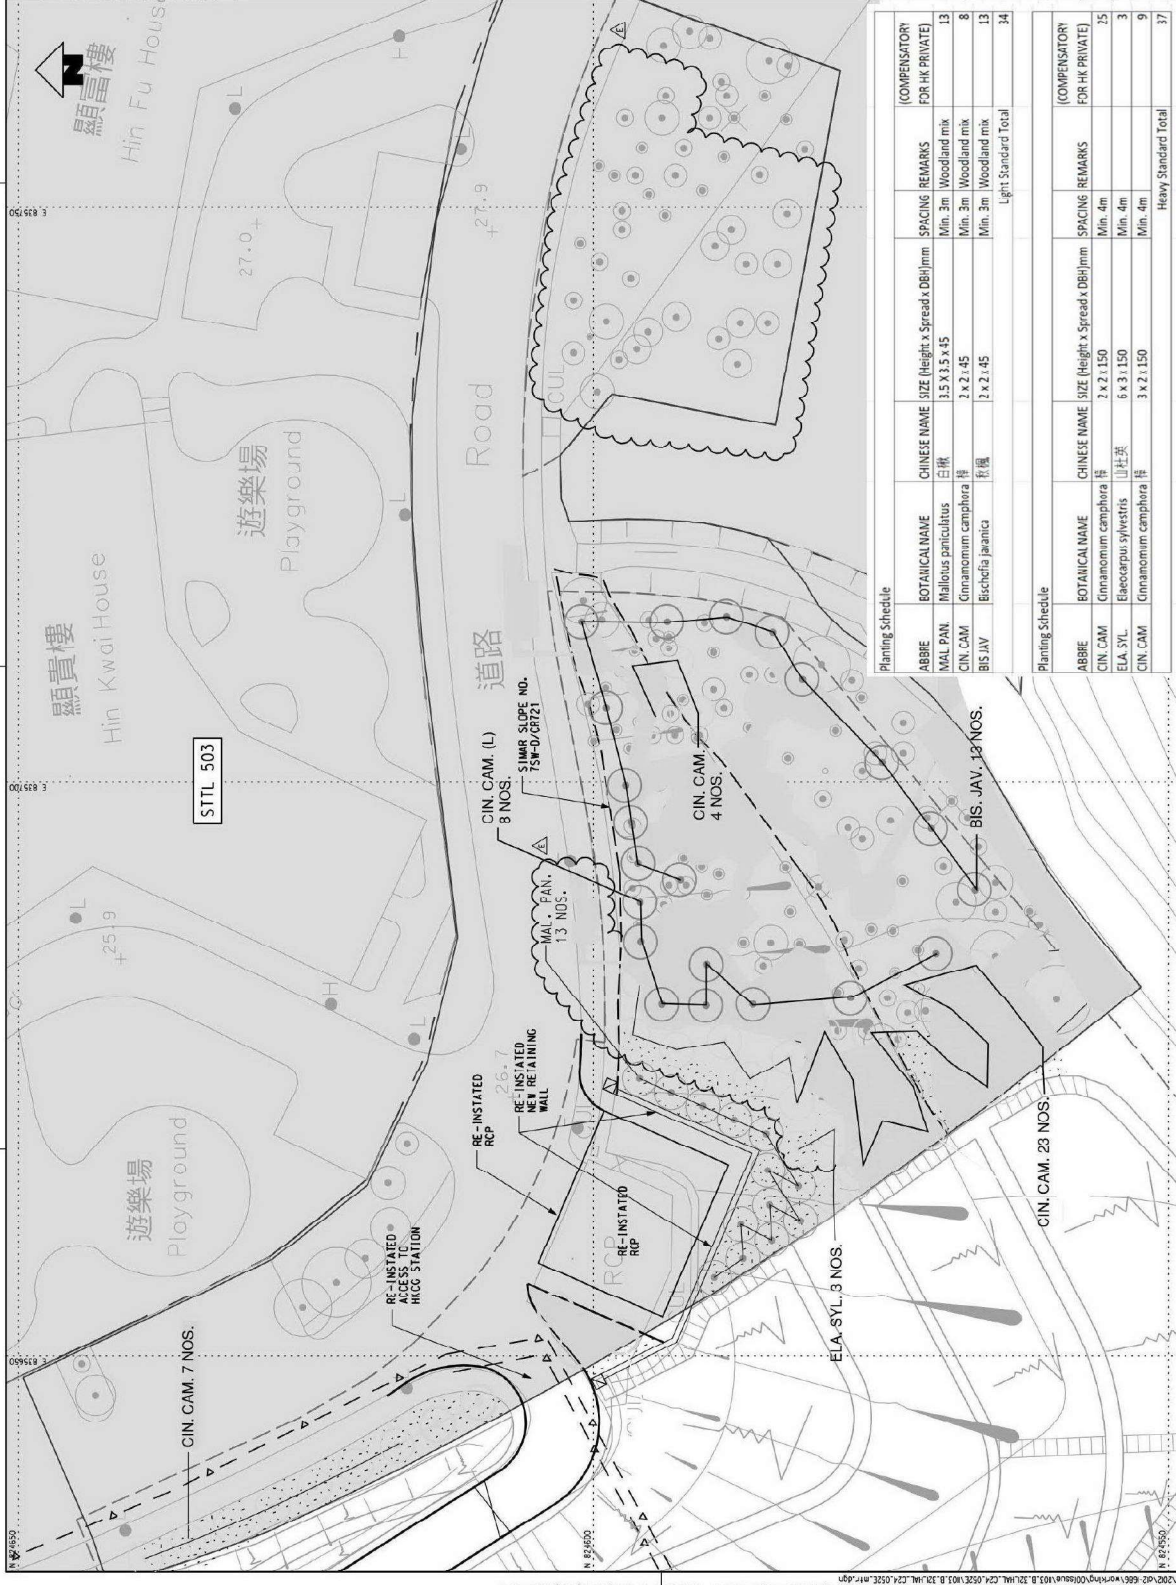 N
顯富樓
Hin Fu House
27.0
27.9
L
H
L
E 835750
顯貴樓
Hin Kwai House
遊樂場
Playground
道路
Road
CUL
STTL 503
E 835700
L
H
L
L
25.9
遊樂場
Playground
26.7
E 835650
N 824650
N 824600
N 824550
CIN. CAM. (L)
8 NOS.
SIMAR SLOPE NO.
7SW-D/CR721
CIN. CAM.
4 NOS.
BIS. JAV. 13 NOS.
MAL. PAN.
13 NOS.
E
E
RE-INSTATED
RCP
RE-INSTATED
NEW RETAINING
WALL
RE-INSTATED
RCP
RCP
RE-INSTATED
ACCESS TO
HKCG STATION
CIN. CAM. 7 NOS.
ELA. SYL. 3 NOS.
CIN. CAM. 23 NOS.
Planting Schedule
ABBRE BOTANICAL NAME CHINESE NAME SIZE (Height x Spread x DBH)mm SPACING REMARKS (COMPENSATORY FOR HK PRIVATE)
MAL PAN. Mallotus paniculatus 白楸 3.5 X 3.5 x 45 Min. 3m Woodland mix 13
CIN. CAM Cinnamomum camphora 樟 2 x 2 x 45 Min. 3m Woodland mix 8
BIS JAV Bischofia javanica 秋楓 2 x 2 x 45 Min. 3m Woodland mix 13
Light Standard Total 34
Planting Schedule
ABBRE BOTANICAL NAME CHINESE NAME SIZE (Height x Spread x DBH)mm SPACING REMARKS (COMPENSATORY FOR HK PRIVATE)
CIN. CAM Cinnamomum camphora 樟 2 x 2 x 150 Min. 4m 25
ELA. SYL. Elaeocarpus sylvestris 山杜英 6 x 3 x 150 Min. 4m 3
CIN. CAM Cinnamomum camphora 樟 3 x 2 x 150 Min. 4m 9
Heavy Standard Total 37